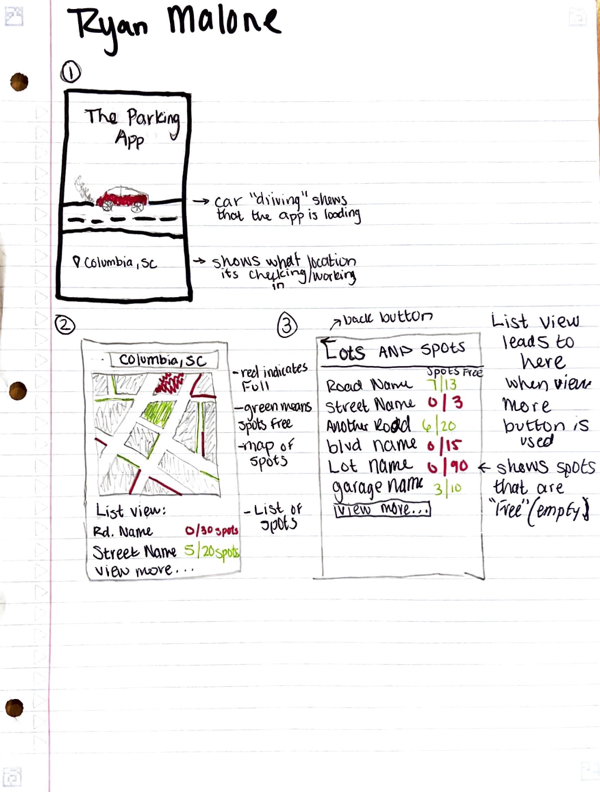 Ryan Malone
1
The Parking
App
→ car "driving" shows
that the app is loading
Columbia, SC
→ shows what location
its checking/working
in
2
Columbia, SC
- red indicates
Full
- green means
spots free
- map of
spots
List view:
Rd. Name 0/30 spots
Street Name 5/20 spots
view more...
- List of
spots
3
back button
Lots AND spots
Spots Free
Road Name 7/13
Street Name 0/3
Another Road 6/20
blvd name 0/15
Lot name 0/90
garage name 3/10
view more...
List view
leads to
here
when view
more
button is
used
← shows spots
that are
"Free" (empty)